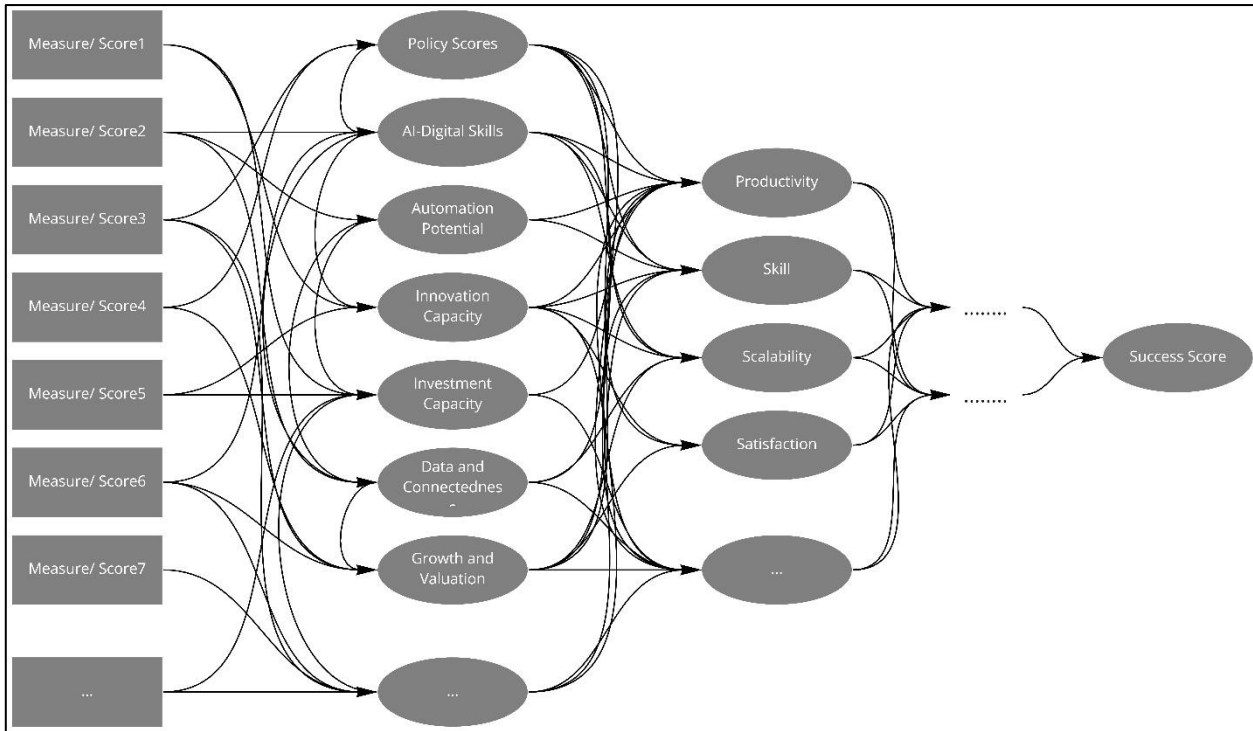 Measure/ Score1
Measure/ Score2
Measure/ Score3
Measure/ Score4
Measure/ Score5
Measure/ Score6
Measure/ Score7
...
Policy Scores
AI-Digital Skills
Automation
Potential
Innovation
Capacity
Investment
Capacity
Data and
Connectednes
Growth and
Valuation
...
Productivity
Skill
Scalability
Satisfaction
...
........
........
Success Score